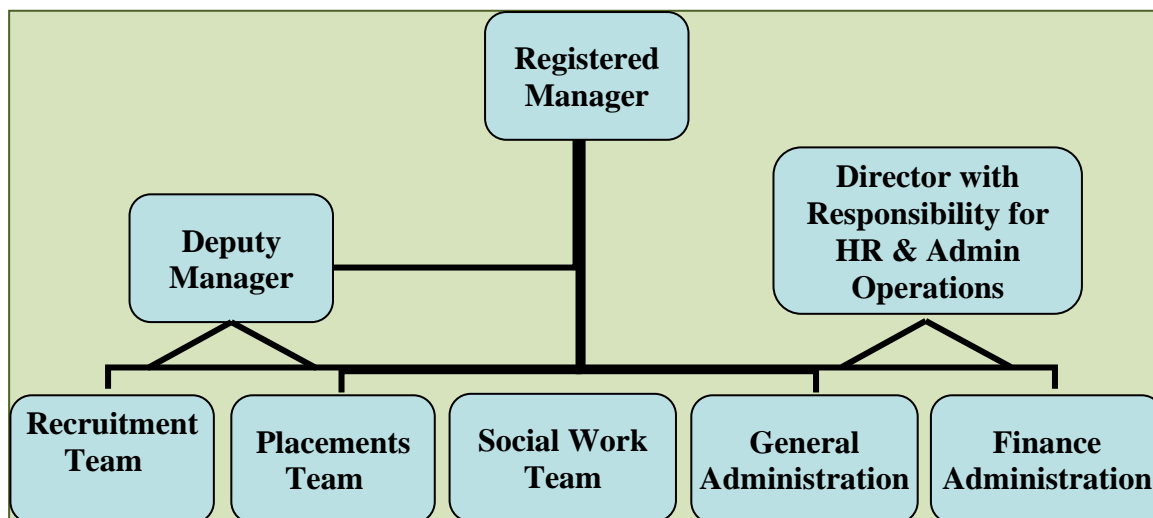 Registered
Manager
Director with
Responsibility for
HR & Admin
Operations
Deputy
Manager
Recruitment
Team
Placements
Team
Social Work
Team
General
Administration
Finance
Administration